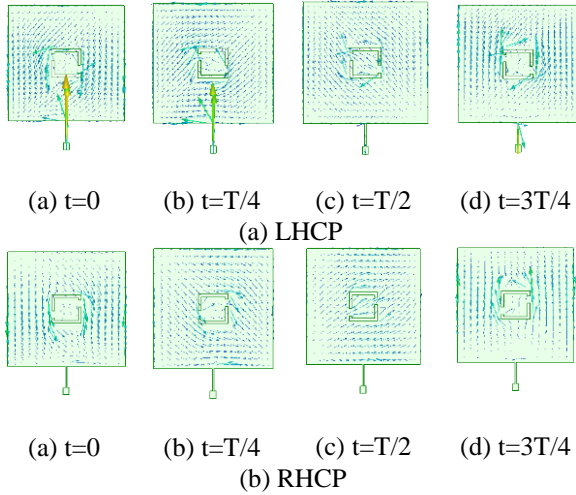 (a) t=0 (b) t=T/4 (c) t=T/2 (d) t=3T/4
(a) LHCP
(a) t=0 (b) t=T/4 (c) t=T/2 (d) t=3T/4
(b) RHCP